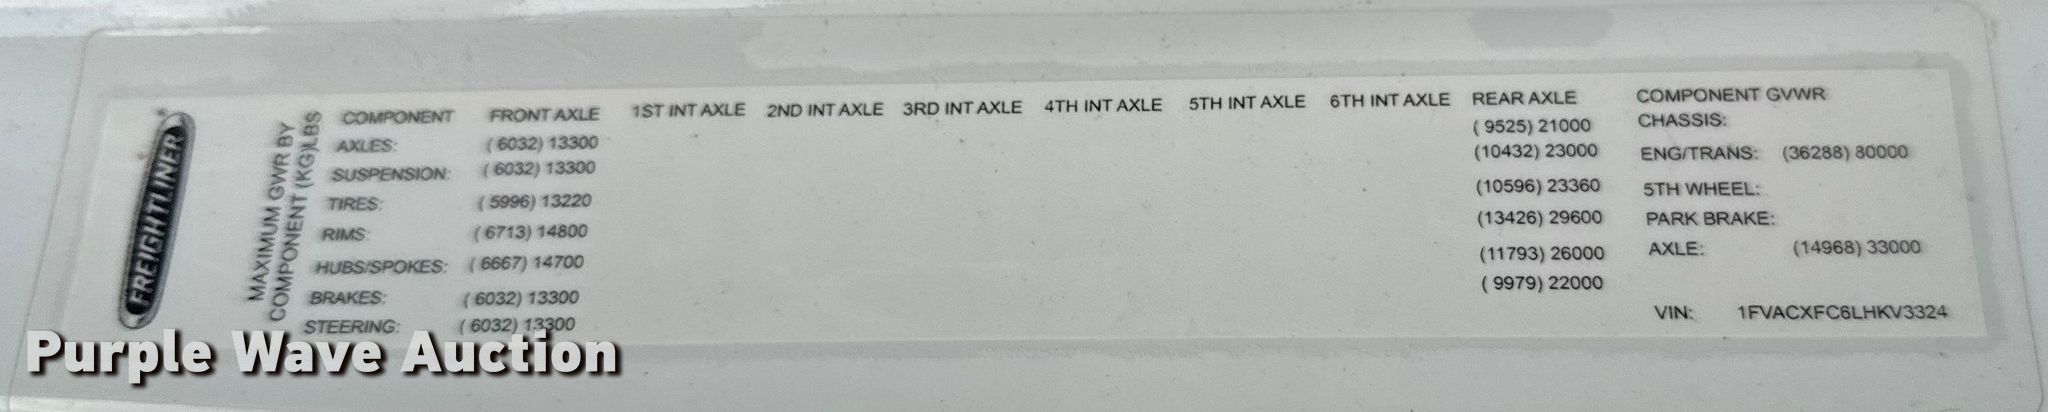 FREIGHTLINER
MAXIMUM GWR BY
COMPONENT (KG)LBS
COMPONENT FRONT AXLE 1ST INT AXLE 2ND INT AXLE 3RD INT AXLE 4TH INT AXLE 5TH INT AXLE 6TH INT AXLE REAR AXLE COMPONENT GVWR
AXLES: ( 6032) 13300 ( 9525) 21000 CHASSIS:
SUSPENSION: ( 6032) 13300 (10432) 23000 ENG/TRANS: (36288) 80000
TIRES: ( 5996) 13220 (10596) 23360 5TH WHEEL:
RIMS: ( 6713) 14800 (13426) 29600 PARK BRAKE:
HUBS/SPOKES: ( 6667) 14700 (11793) 26000 AXLE: (14968) 33000
BRAKES: ( 6032) 13300 ( 9979) 22000
STEERING: ( 6032) 13300 VIN: 1FVACXFC6LHKV3324
Purple Wave Auction